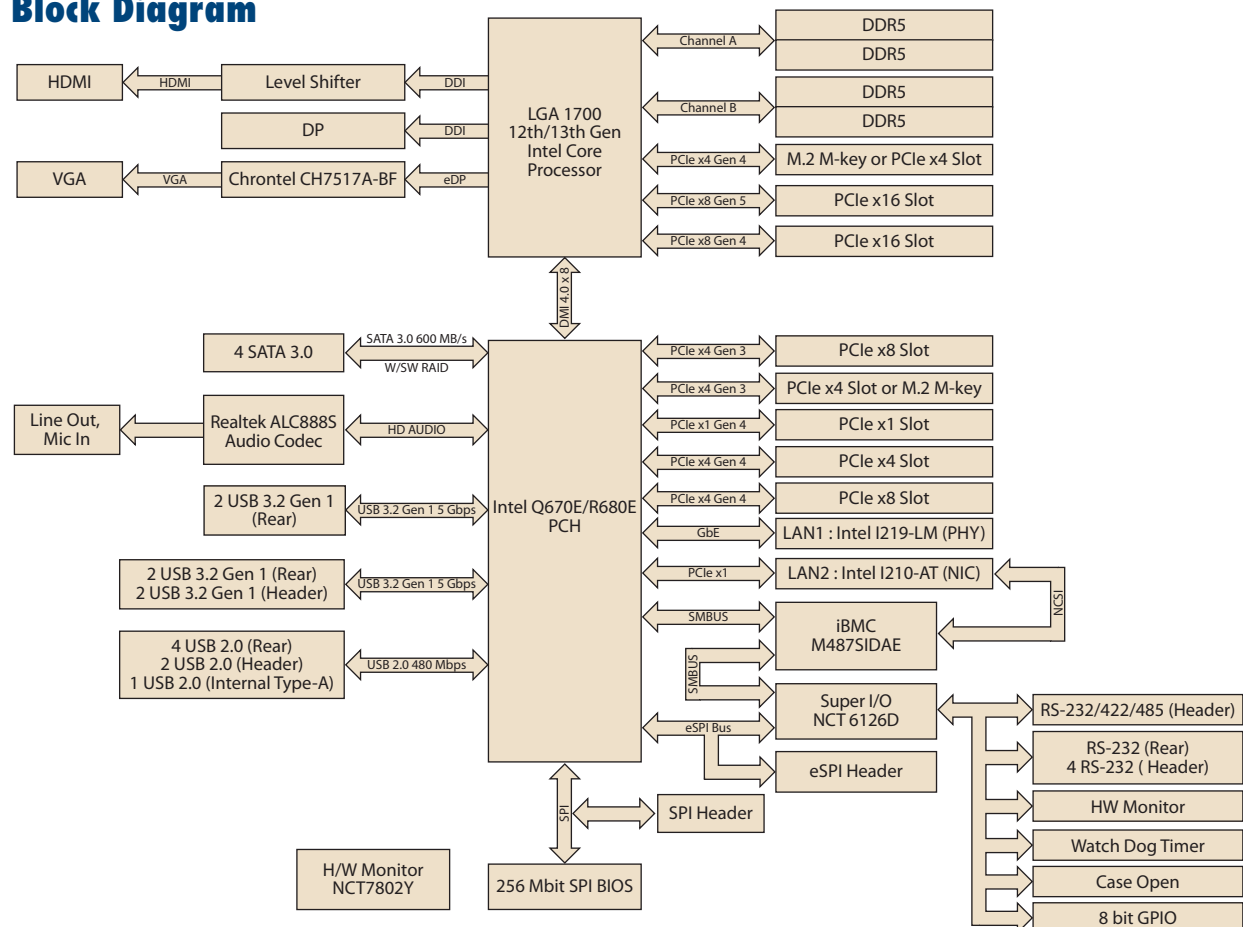 Block Diagram
DDR5
Channel A
DDR5
HDMI
HDMI
Level Shifter
DDI
DDR5
Channel B
DDR5
LGA 1700
12th/13th Gen
Intel Core
Processor
DP
DDI
PCIe x4 Gen 4
M.2 M-key or PCIe x4 Slot
VGA
VGA
Chrontel CH7517A-BF
eDP
PCIe x8 Gen 5
PCIe x16 Slot
PCIe x8 Gen 4
PCIe x16 Slot
DMI 4.0 x 8
SATA 3.0 600 MB/s
4 SATA 3.0
W/SW RAID
PCIe x4 Gen 3
PCIe x8 Slot
PCIe x4 Gen 3
PCIe x4 Slot or M.2 M-key
Line Out,
Mic In
Realtek ALC888S
Audio Codec
HD AUDIO
PCIe x1 Gen 4
PCIe x1 Slot
PCIe x4 Gen 4
PCIe x4 Slot
2 USB 3.2 Gen 1
(Rear)
USB 3.2 Gen 1 5 Gbps
Intel Q670E/R680E
PCH
PCIe x4 Gen 4
PCIe x8 Slot
GbE
LAN1 : Intel I219-LM (PHY)
2 USB 3.2 Gen 1 (Rear)
2 USB 3.2 Gen 1 (Header)
USB 3.2 Gen 1 5 Gbps
PCIe x1
LAN2 : Intel I210-AT (NIC)
NCSI
SMBUS
iBMC
M487SIDAE
4 USB 2.0 (Rear)
2 USB 2.0 (Header)
1 USB 2.0 (Internal Type-A)
USB 2.0 480 Mbps
SMBUS
Super I/O
NCT 6126D
eSPI Bus
RS-232/422/485 (Header)
eSPI Header
RS-232 (Rear)
4 RS-232 ( Header)
SPI
SPI Header
HW Monitor
Watch Dog Timer
H/W Monitor
NCT7802Y
256 Mbit SPI BIOS
Case Open
8 bit GPIO